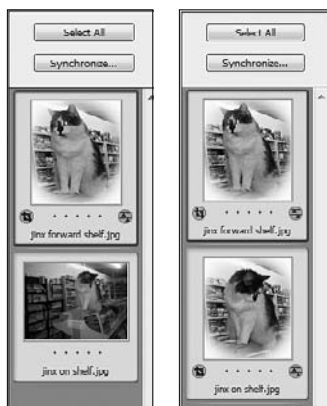 Select All
Synchronize...
jinx forward shelf.jpg
jinx on shelf.jpg
Select All
Synchronize...
jinx forward shelf.jpg
jinx on shelf.jpg